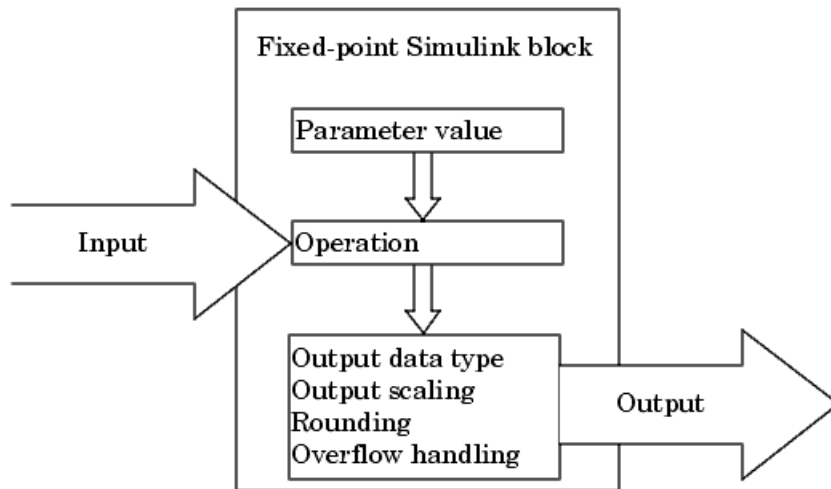 Fixed-point Simulink block
Parameter value
Input
Operation
Output data type
Output scaling
Rounding
Overflow handling
Output